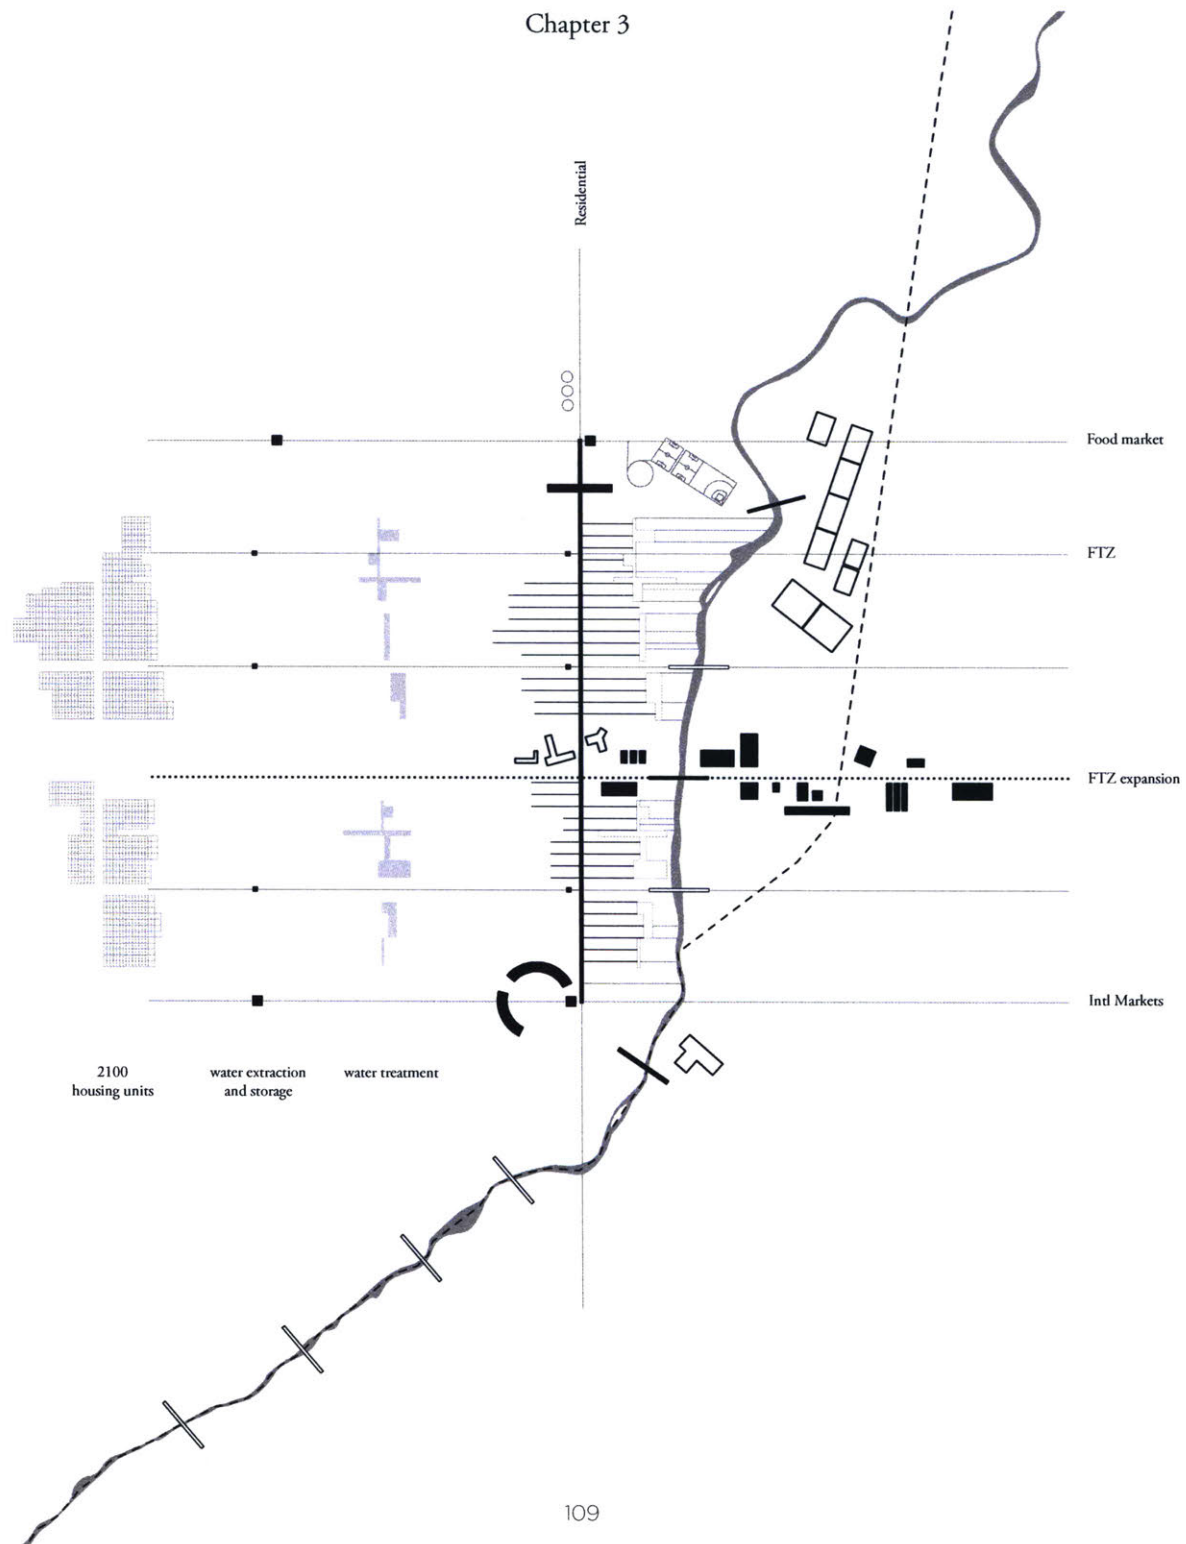 Chapter 3
Residential
Food market
FTZ
FTZ expansion
Intl Markets
2100
housing units
water extraction
and storage
water treatment
109